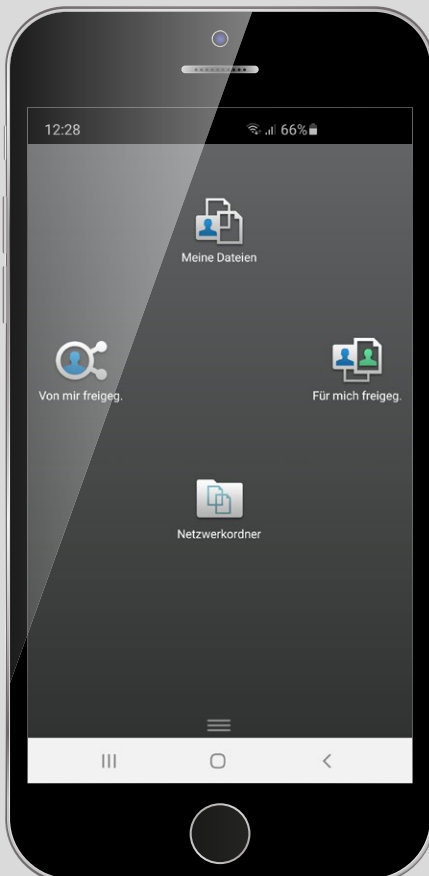 12:28 66%
Meine Dateien
Von mir freigeg.
Für mich freigeg.
Netzwerkordner